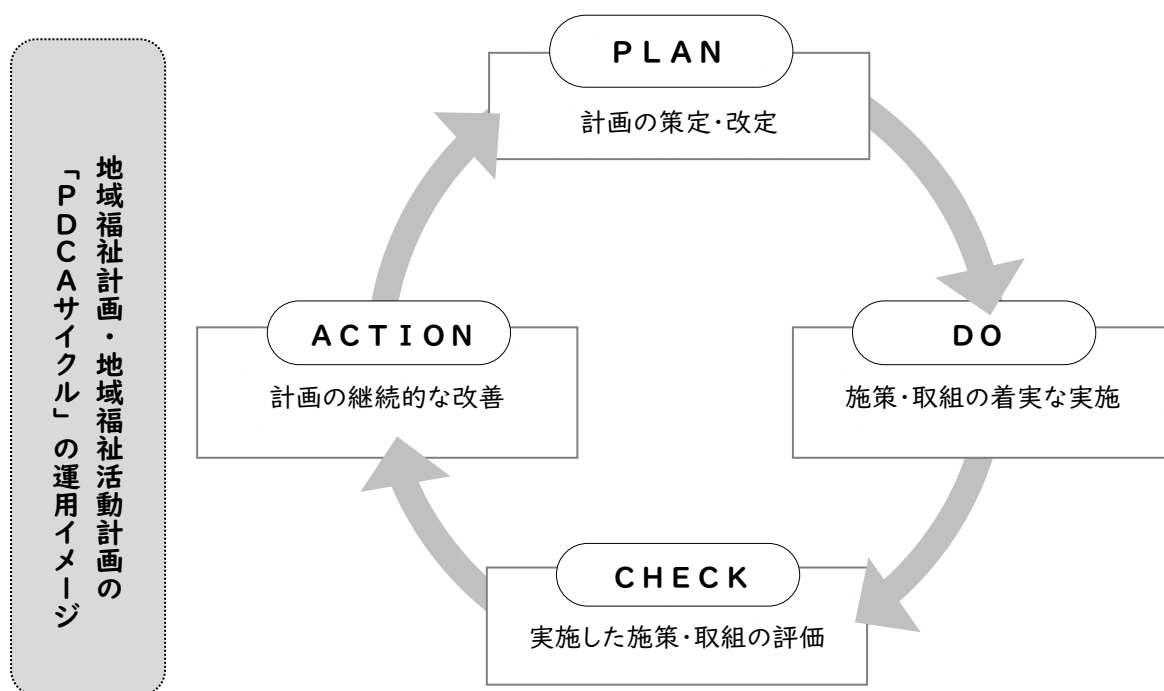 地域福祉計画・地域福祉活動計画の
「PDCAサイクル」の運用イメージ
PLAN
計画の策定・改定
DO
施策・取組の着実な実施
CHECK
実施した施策・取組の評価
ACTION
計画の継続的な改善